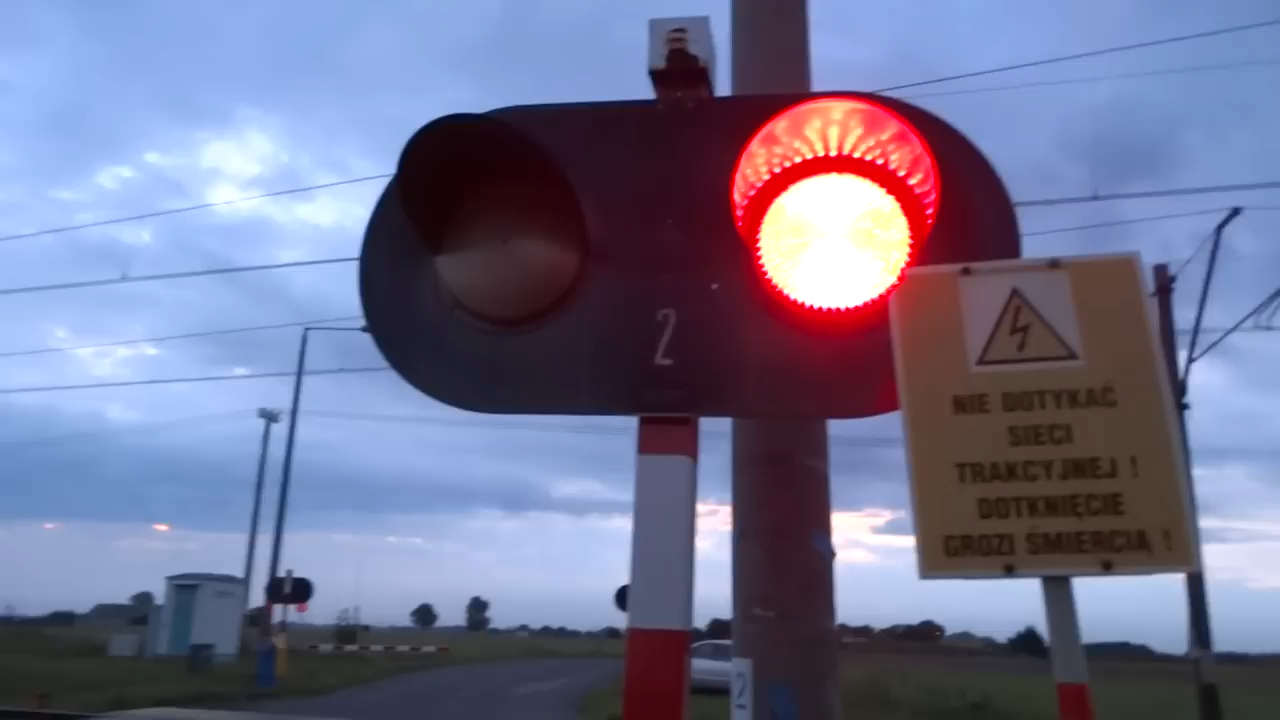 2
NIE DOTYKAĆ
SIECI
TRAKCYJNEJ !
DOTKNIĘCIE
GROZI ŚMIERCIĄ !
2